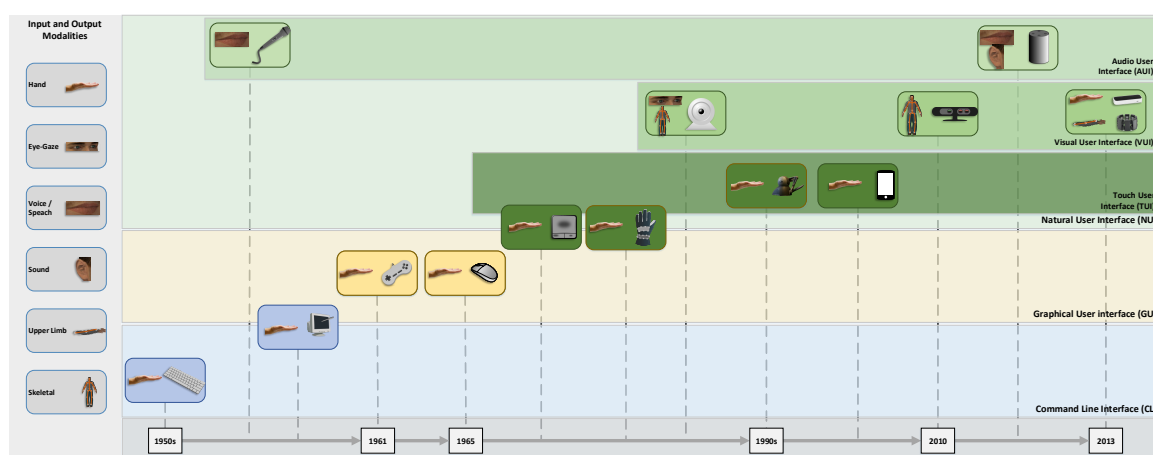 Input and Output
Modalities
Hand
Eye-Gaze
Voice /
Speach
Sound
Upper Limb
Skeletal
Audio User
Interface (AUI)
Visual User Interface (VUI)
Touch User
Interface (TUI)
Natural User Interface (NU
Graphical User interface (GU
Command Line Interface (CL
1950s
1961
1965
1990s
2010
2013